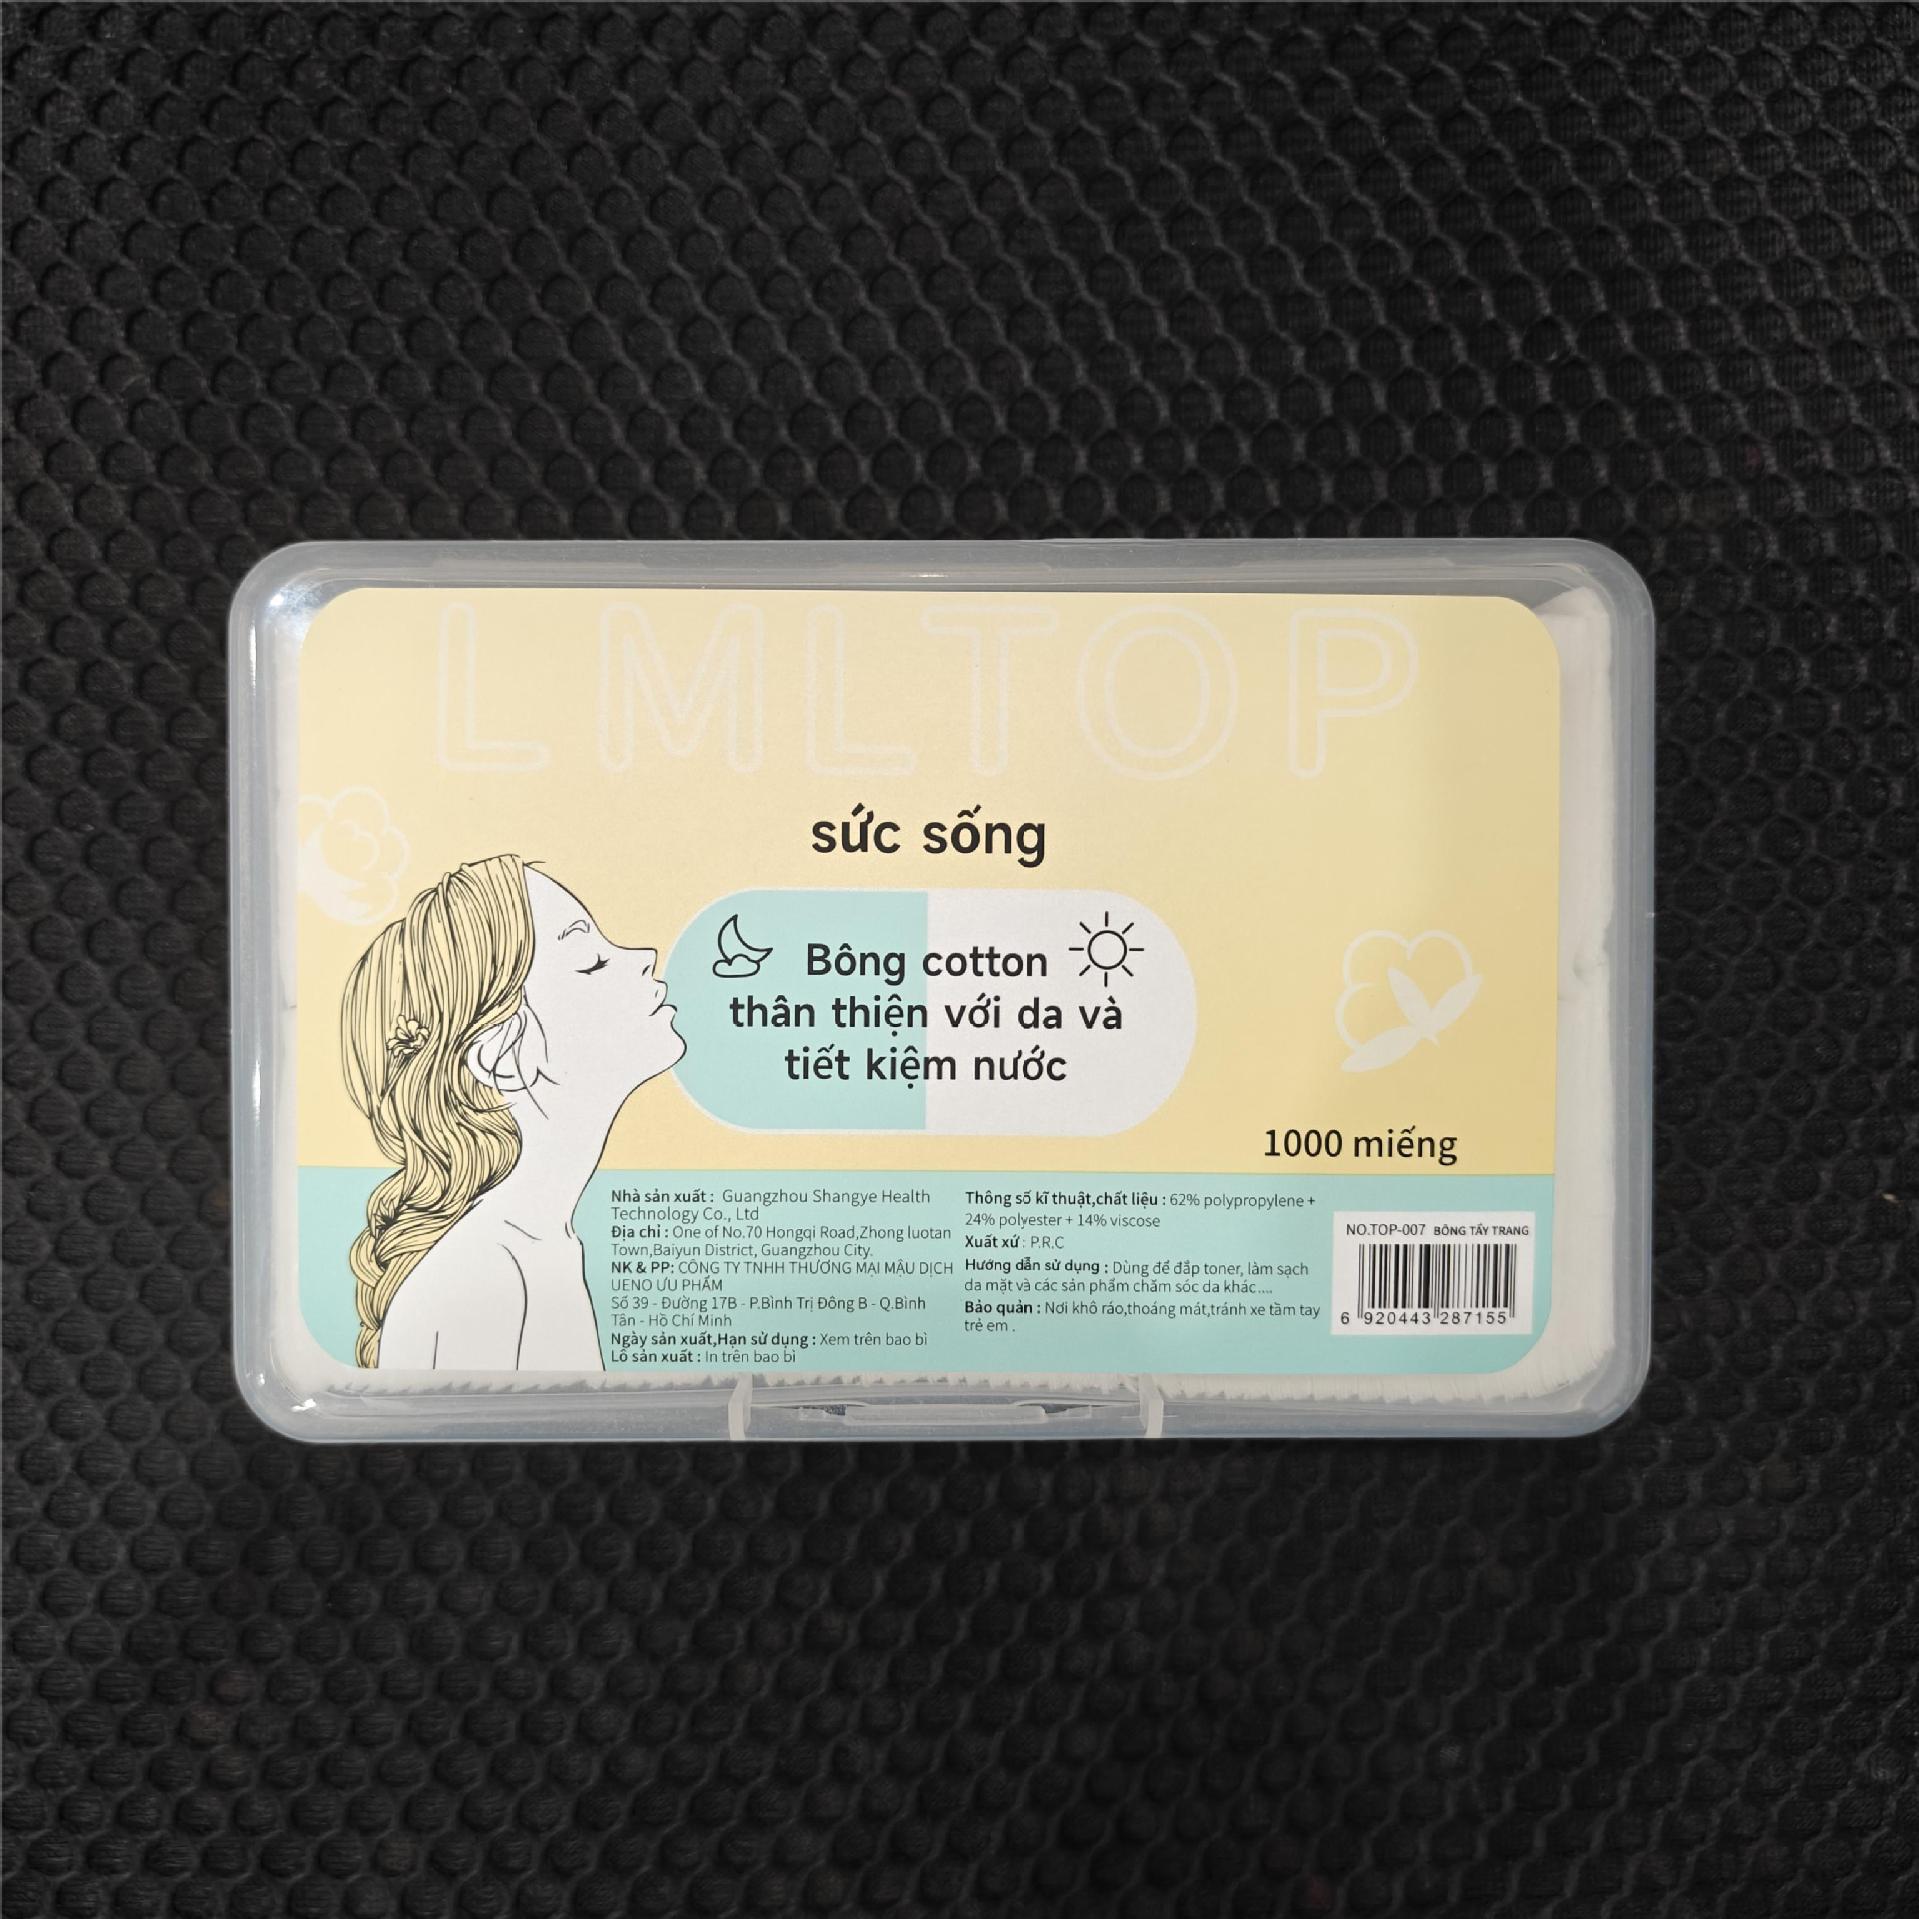 LMLTOP
sức sống
Bông cotton
thân thiện với da và
tiết kiệm nước
1000 miếng
Nhà sản xuất : Guangzhou Shangye Health
Technology Co., Ltd
Địa chỉ : One of No.70 Hongqi Road,Zhong luotan
Town,Baiyun District, Guangzhou City.
NK & PP: CÔNG TY TNHH THƯƠNG MẠI MẬU DỊCH
UENO ƯU PHẨM
Số 39 - Đường 17B - P.Bình Trị Đông B - Q.Bình
Tân - Hồ Chí Minh
Ngày sản xuất,Hạn sử dụng : Xem trên bao bì
Lô sản xuất : In trên bao bì
Thông số kĩ thuật,chất liệu : 62% polypropylene +
24% polyester + 14% viscose
Xuất xứ : P.R.C
Hướng dẫn sử dụng : Dùng để đắp toner, làm sạch
da mặt và các sản phẩm chăm sóc da khác....
Bảo quản : Nơi khô ráo,thoáng mát,tránh xe tầm tay
trẻ em .
NO.TOP-007 BÔNG TẨY TRANG
6 920443 287155